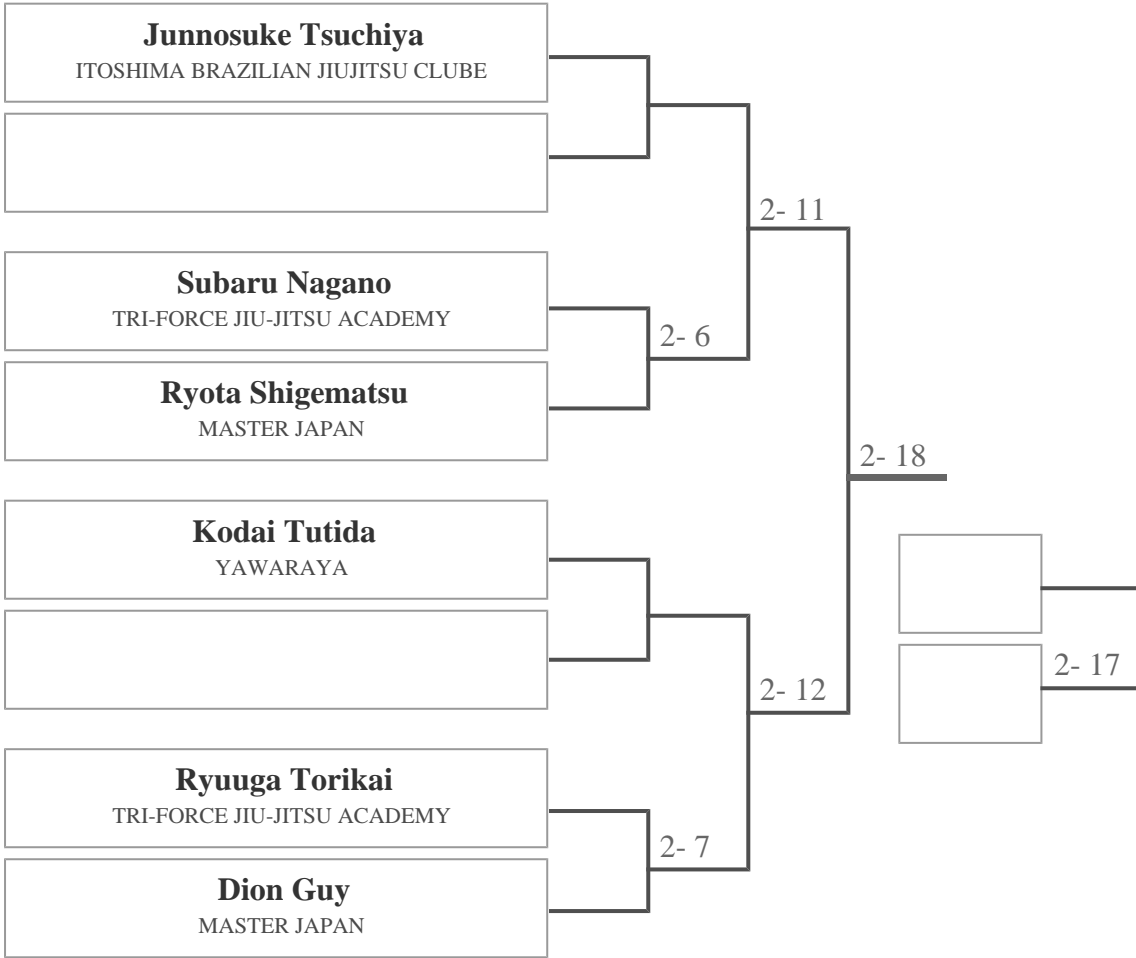 Junnosuke Tsuchiya
ITOSHIMA BRAZILIAN JIUJITSU CLUBE
2- 11
Subaru Nagano
TRI-FORCE JIU-JITSU ACADEMY
2- 6
Ryota Shigematsu
MASTER JAPAN
2- 18
Kodai Tutida
YAWARAYA
2- 17
2- 12
Ryuuga Torikai
TRI-FORCE JIU-JITSU ACADEMY
2- 7
Dion Guy
MASTER JAPAN